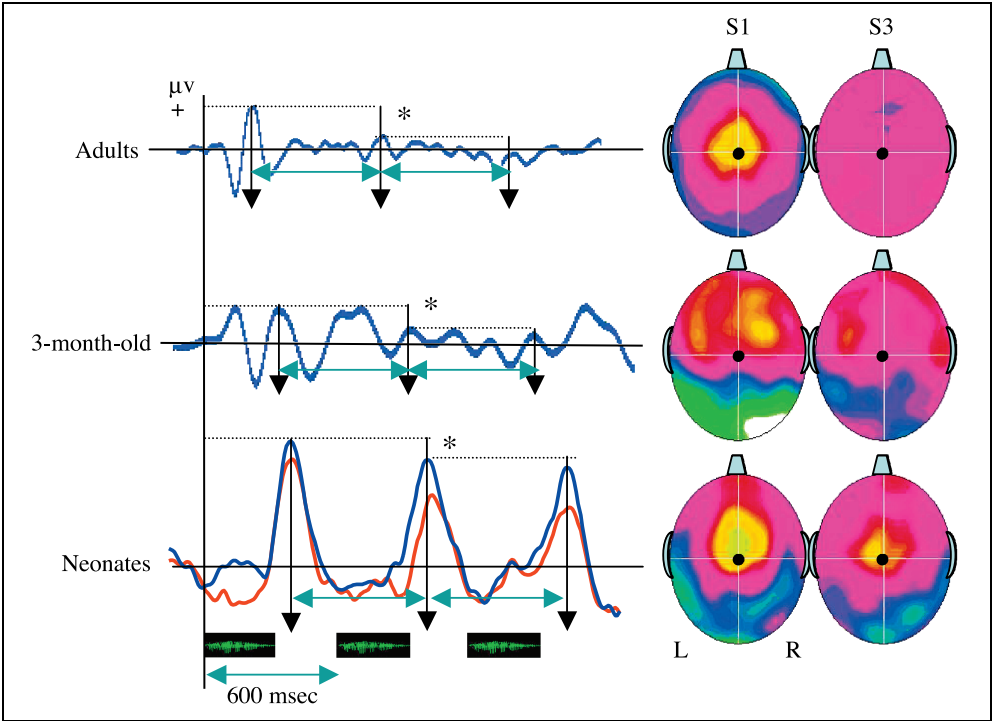 S1 S3
μv
+
*
Adults
*
3-month-old
*
Neonates
L R
600 msec